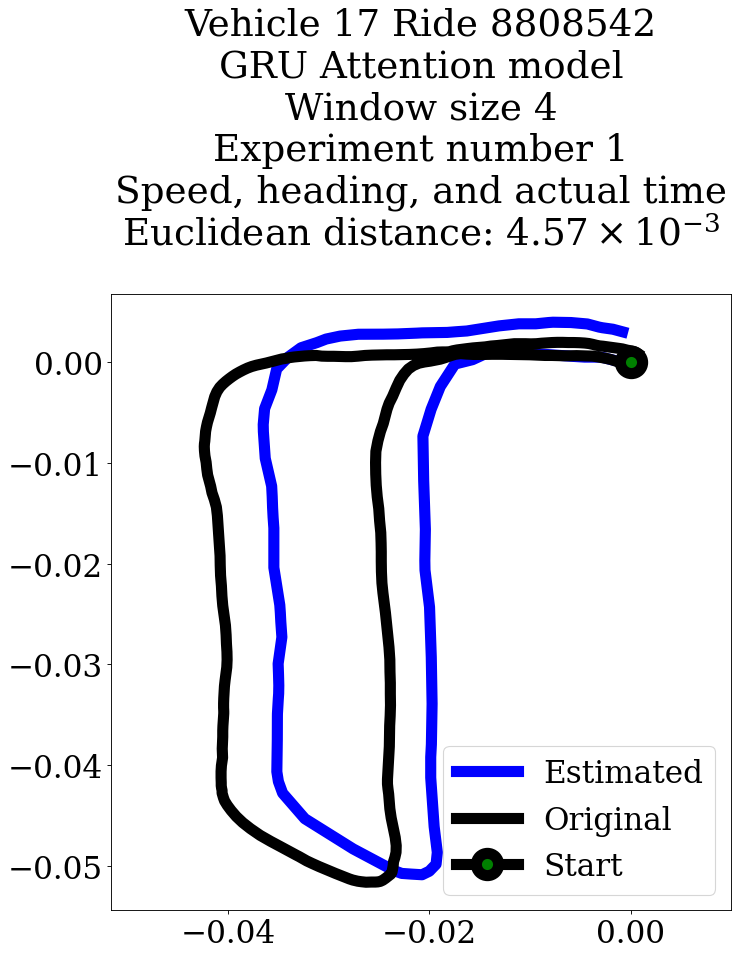 Vehicle 17 Ride 8808542
GRU Attention model
Window size 4
Experiment number 1
Speed, heading, and actual time
Euclidean distance: 4.57 × 10⁻³
0.00
−0.01
−0.02
−0.03
−0.04
−0.05
Estimated
Original
Start
−0.04
−0.02
0.00